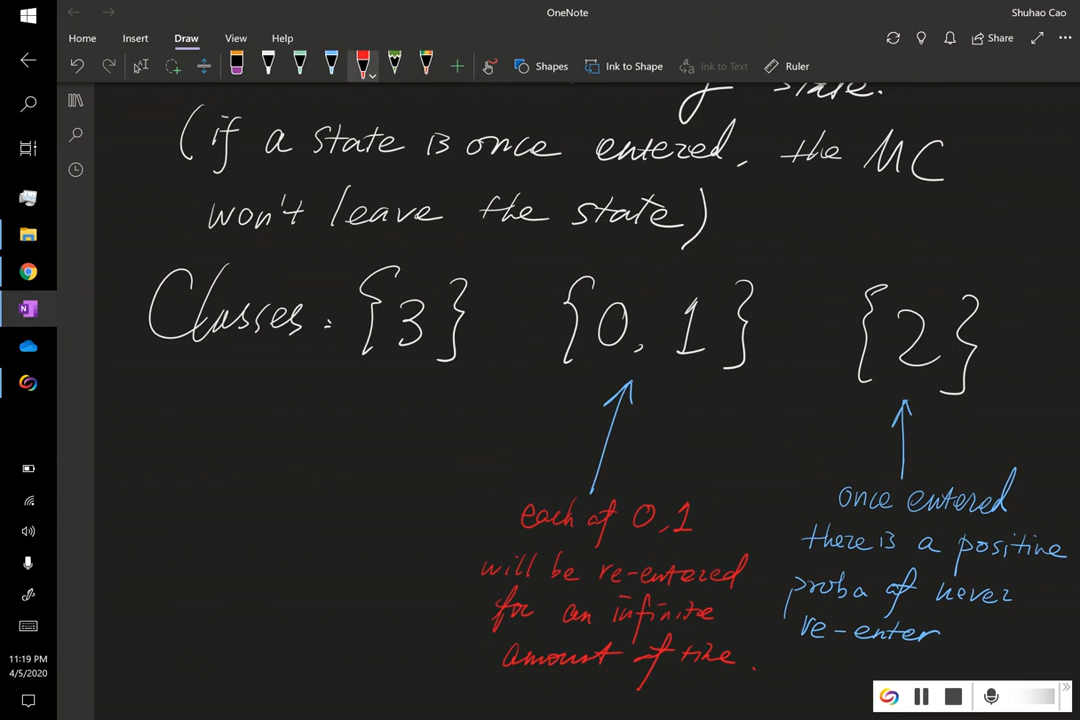 OneNote
Shuhao Cao
Home Insert Draw View Help
Share
Shapes Ink to Shape Ink to Text Ruler
of state.
(if a state is once entered, the MC
won't leave the state)
Classes: {3} {0, 1} {2}
each of 0,1
will be re-entered
for an infinite
amount of time.
once entered
there is a positive
proba of never
re-enter
11:19 PM
4/5/2020